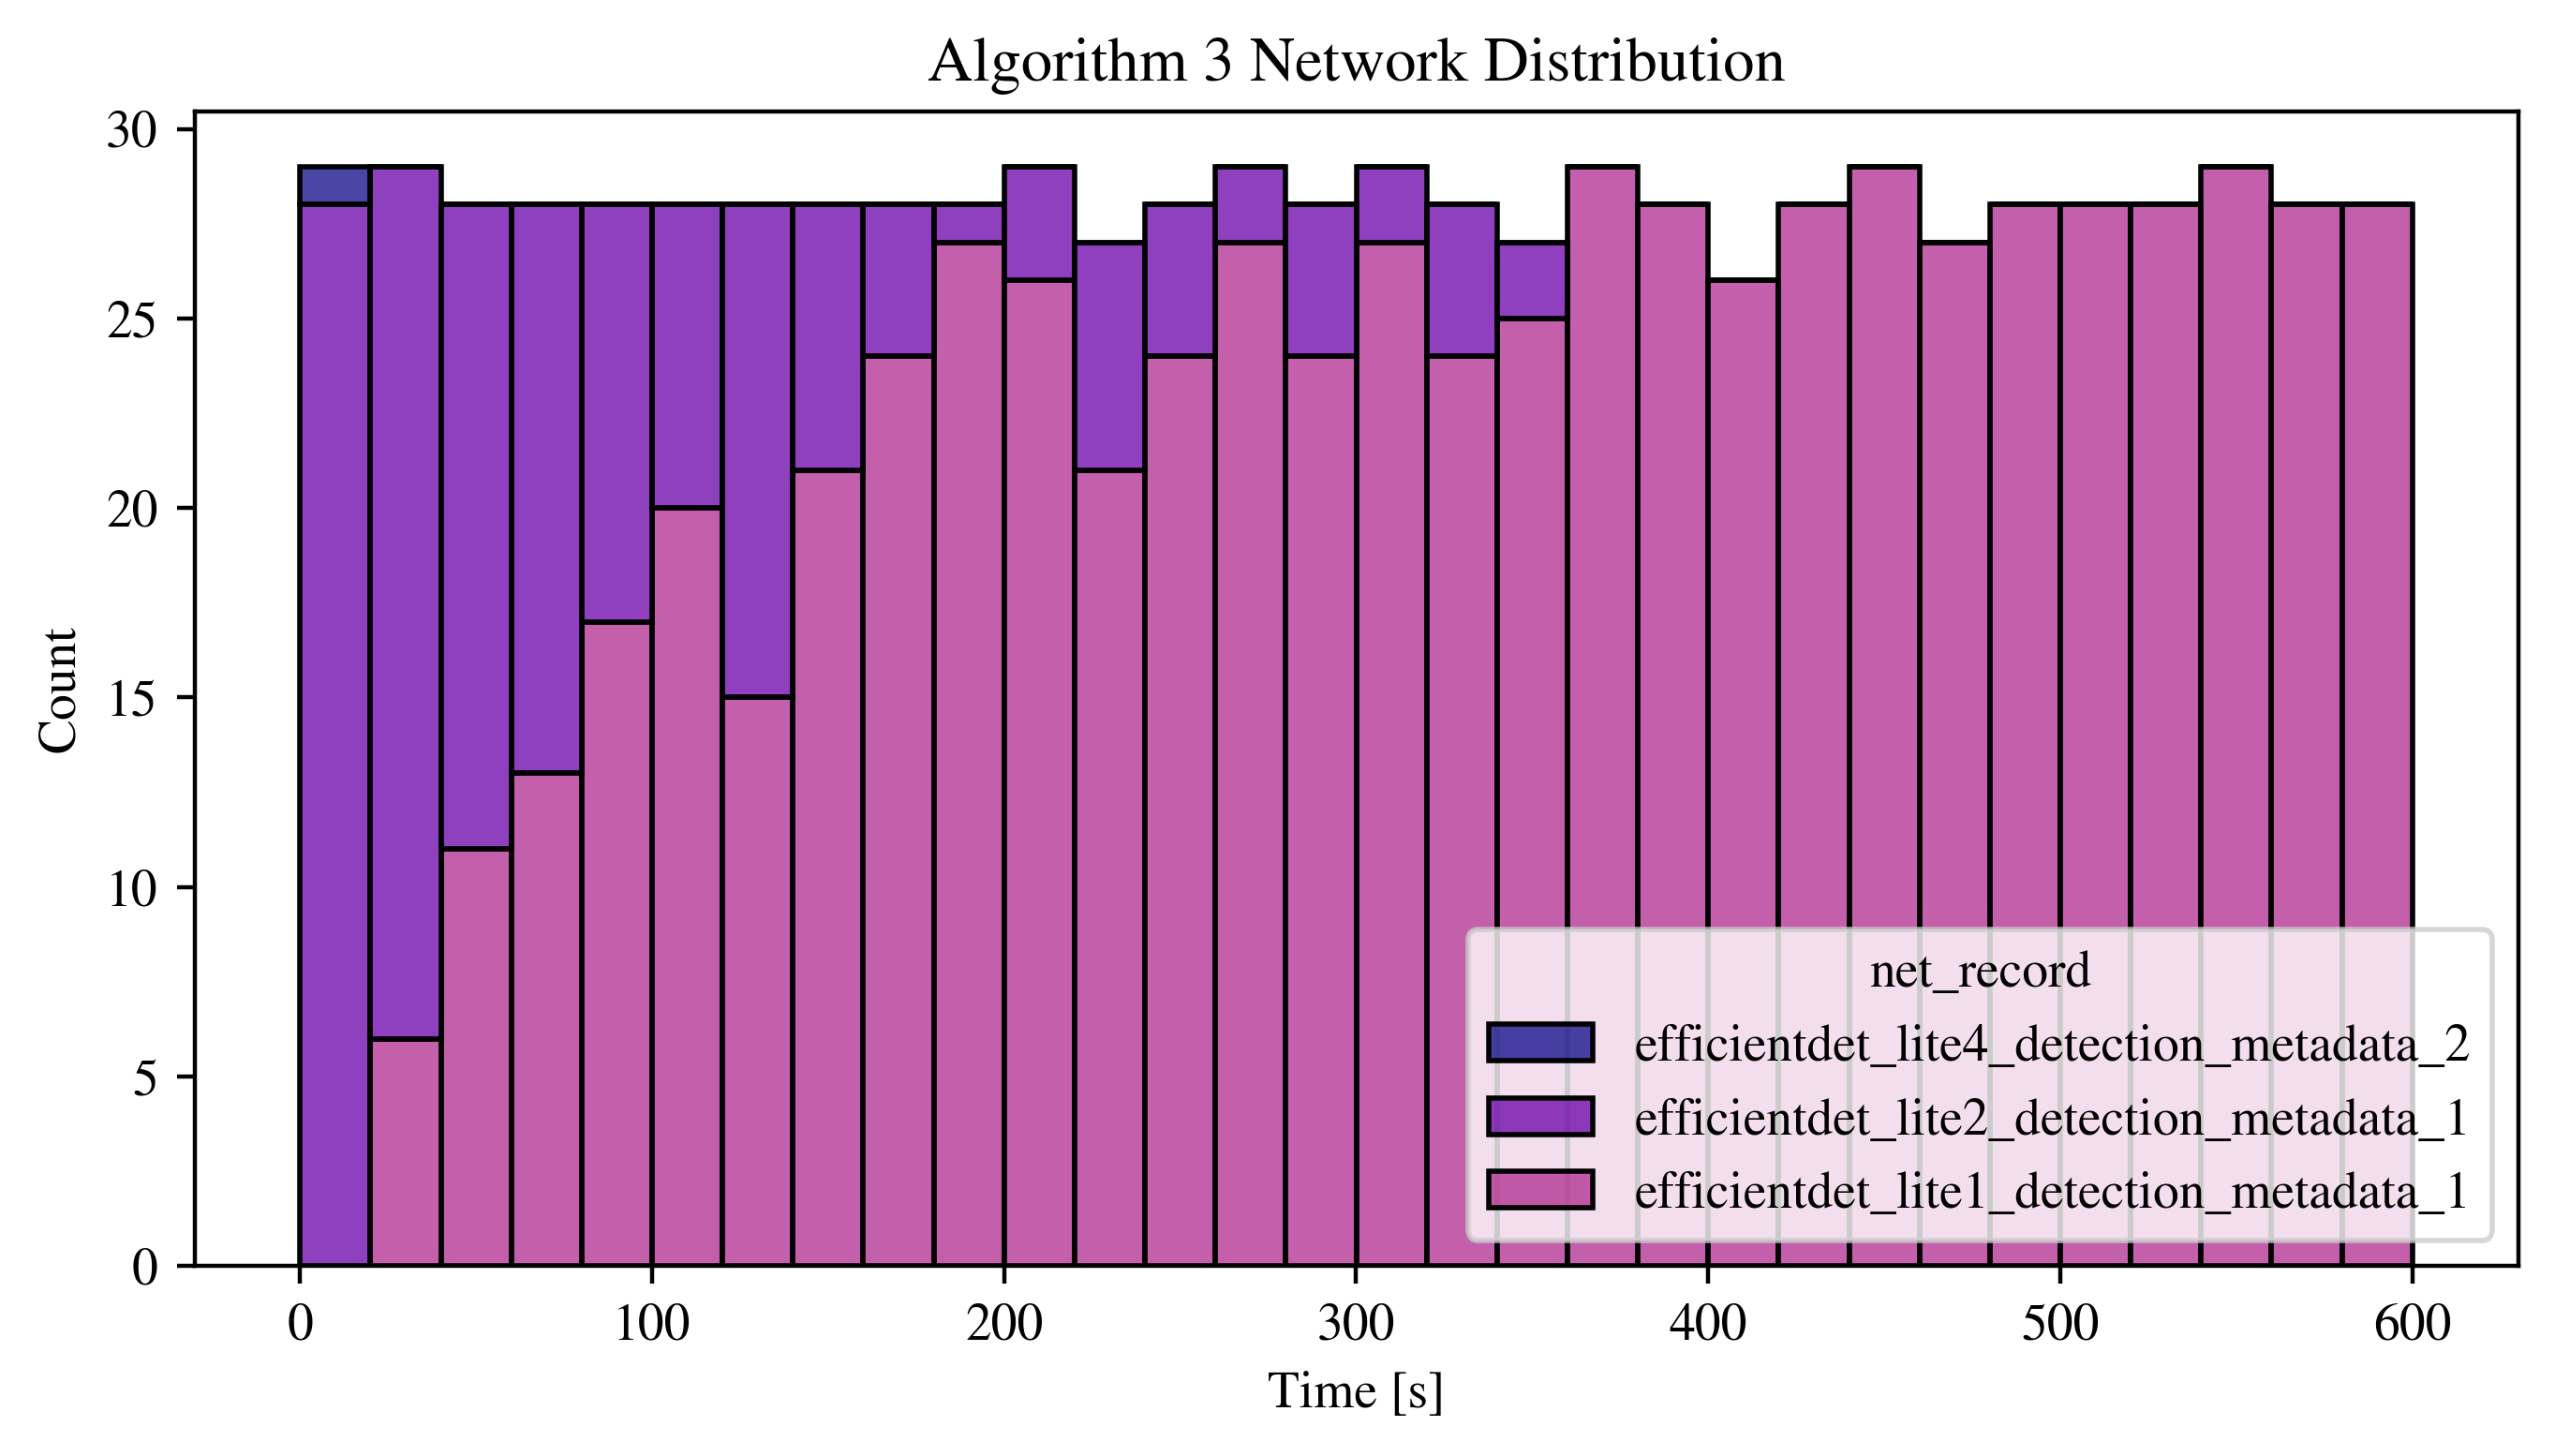 Algorithm 3 Network Distribution
30
25
20
15
10
5
0
Count
net_record
efficientdet_lite4_detection_metadata_2
efficientdet_lite2_detection_metadata_1
efficientdet_lite1_detection_metadata_1
0 100 200 300 400 500 600
Time [s]